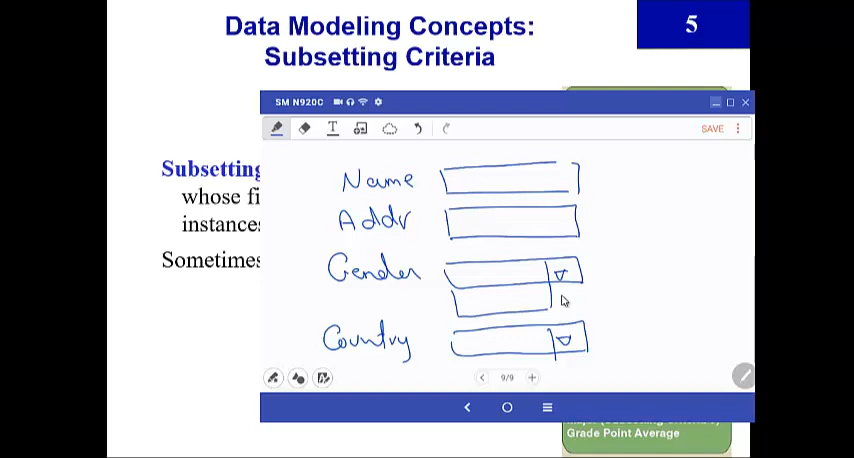 Data Modeling Concepts:
Subsetting Criteria
5
SM N920C
T
SAVE
Subsetting
whose fi
instances
Sometimes
Name
Addr
Gender
Country
9/9
Grade Point Average